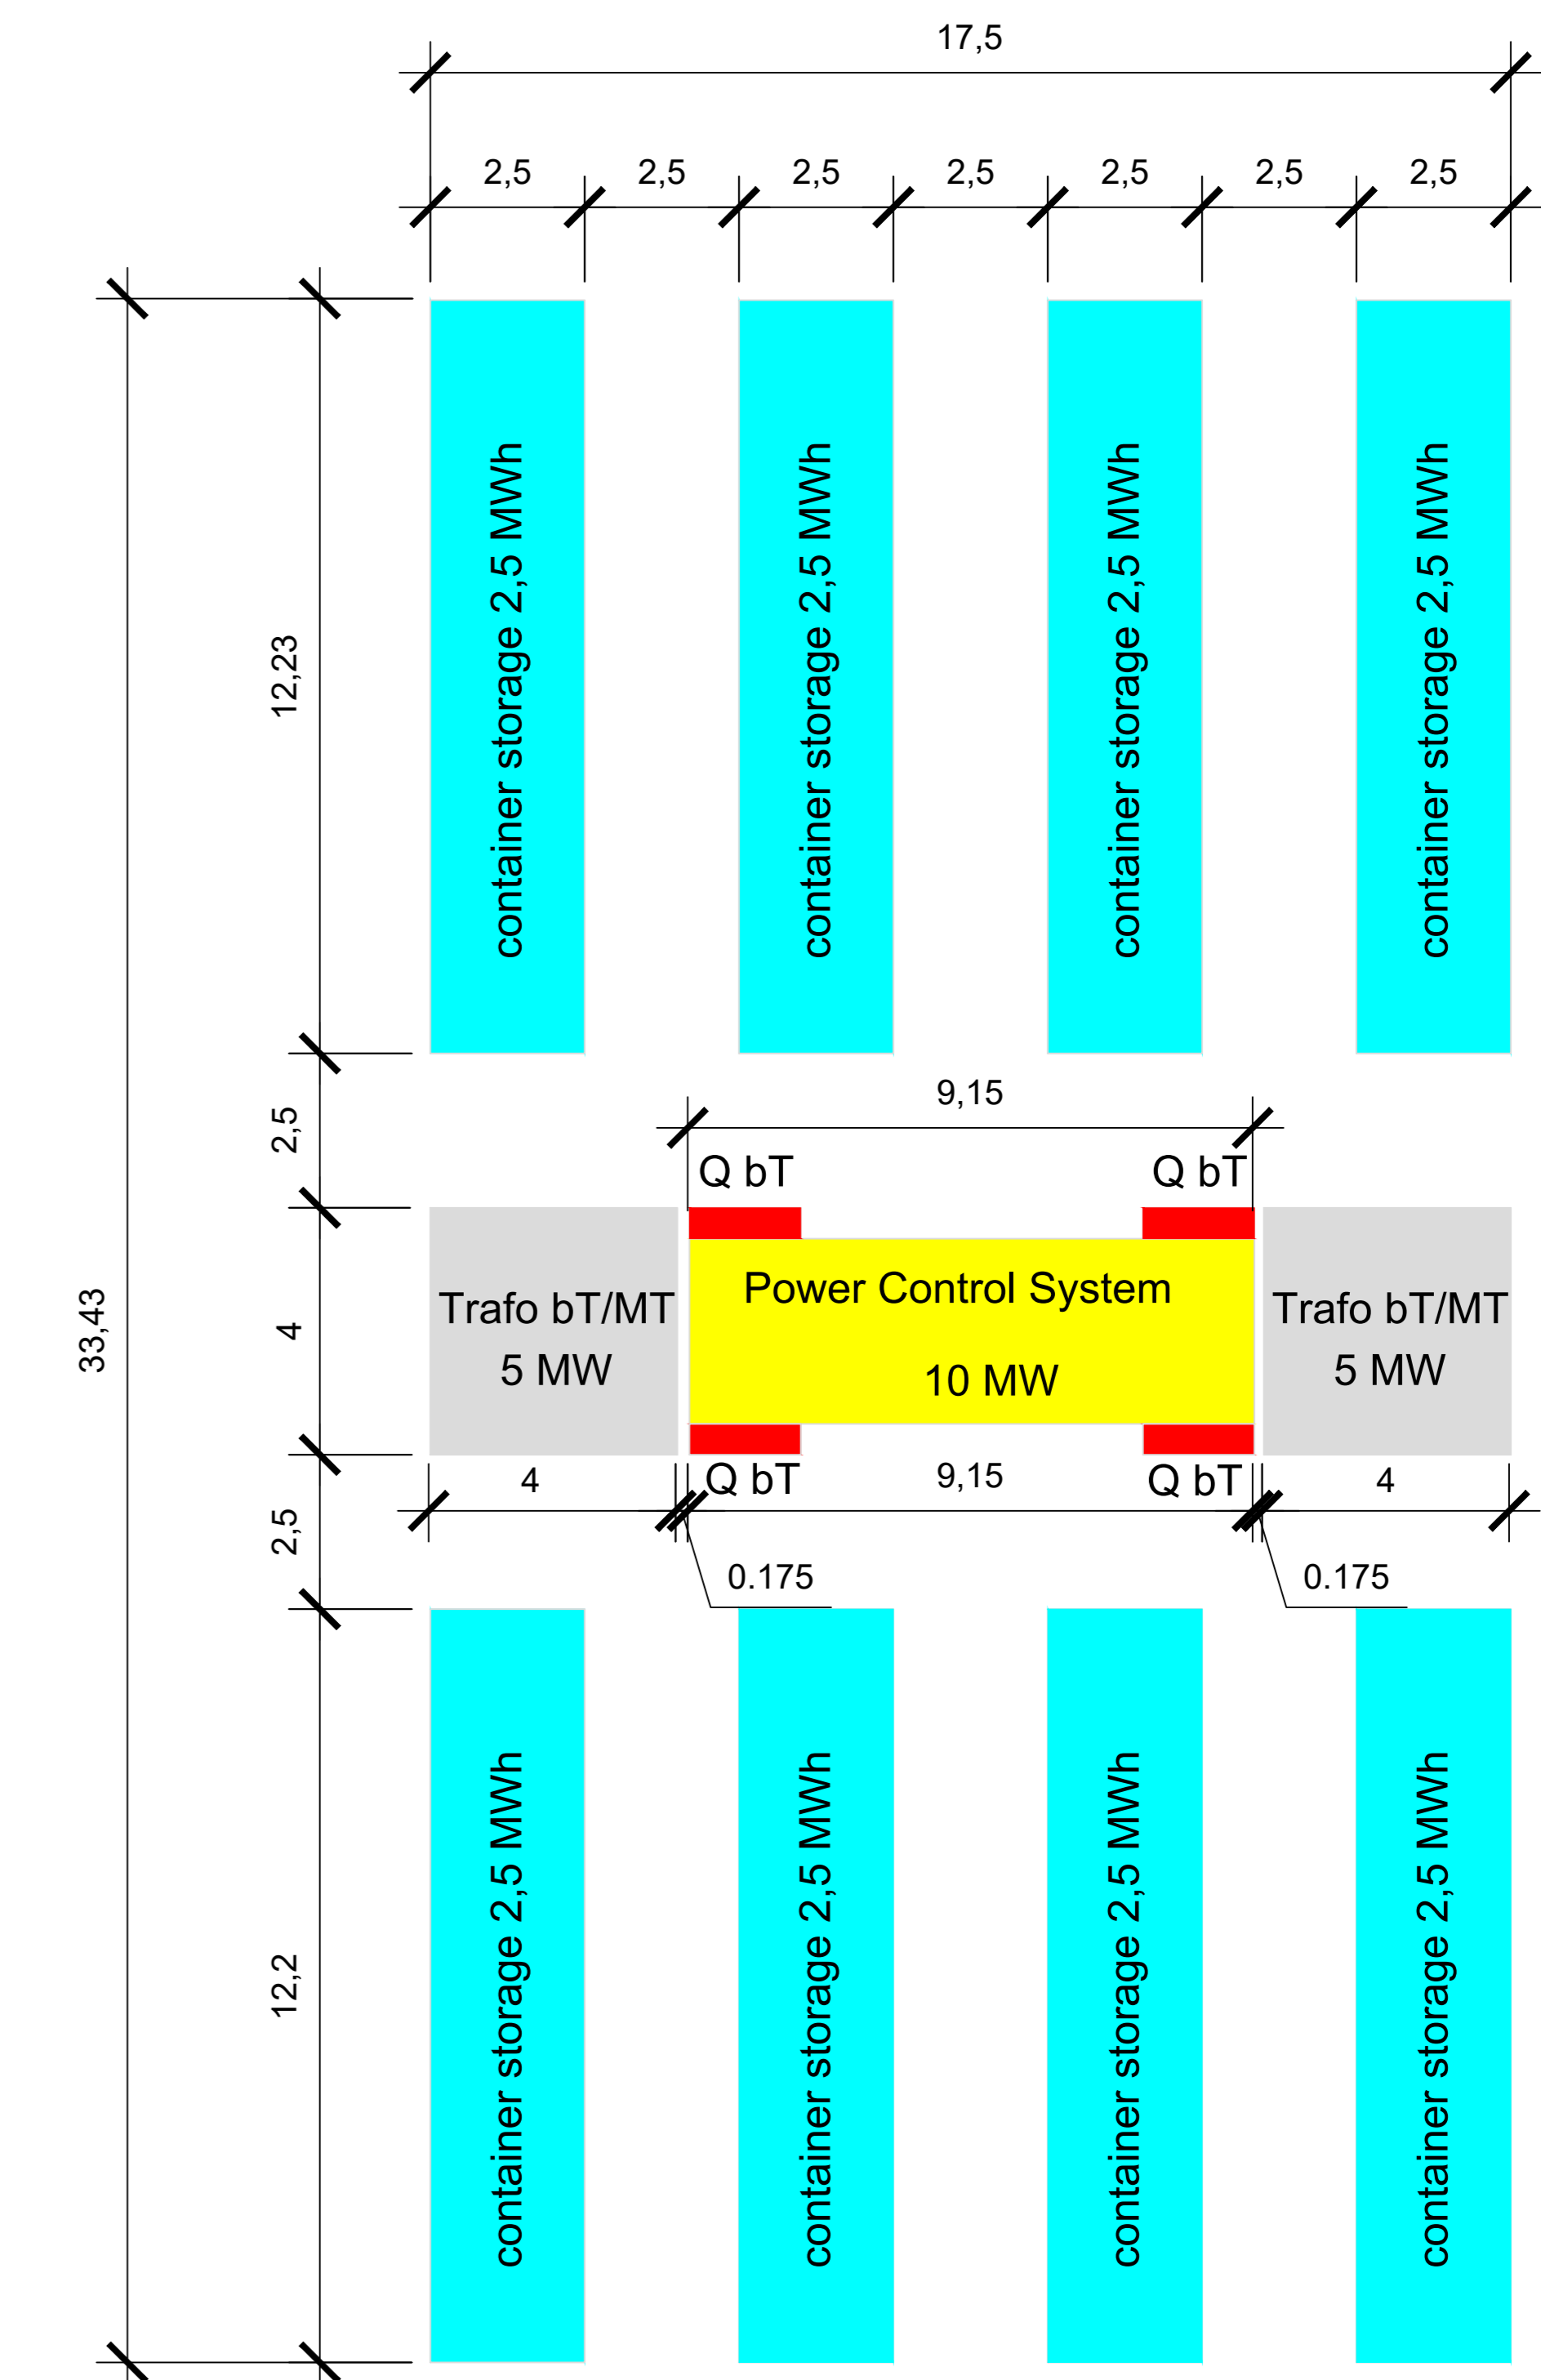 17,5
2,5 2,5 2,5 2,5 2,5 2,5 2,5
container storage 2,5 MWh
container storage 2,5 MWh
container storage 2,5 MWh
container storage 2,5 MWh
12,23
2,5
9,15
Q bT Q bT
33,43
4
Trafo bT/MT
5 MW
Power Control System
10 MW
Trafo bT/MT
5 MW
Q bT Q bT
4 9,15 4
2,5
0.175 0.175
12,2
container storage 2,5 MWh
container storage 2,5 MWh
container storage 2,5 MWh
container storage 2,5 MWh